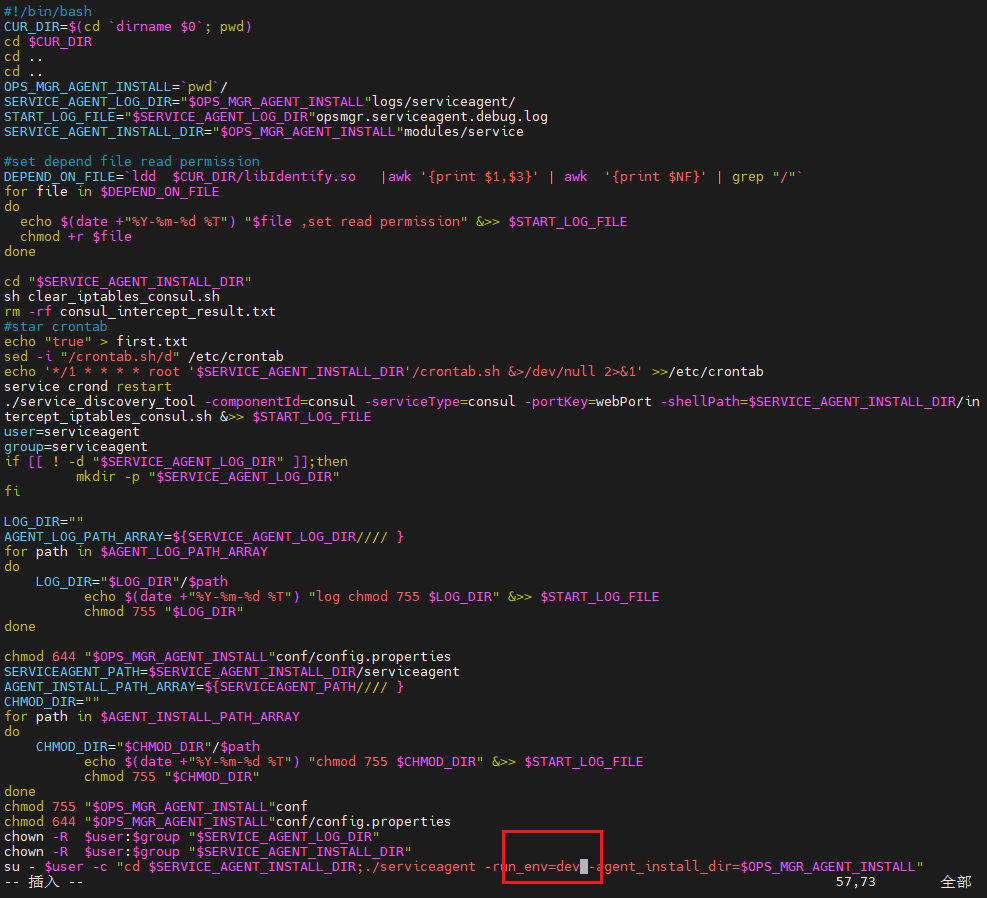 #!/bin/bash
CUR_DIR=$(cd `dirname $0`; pwd)
cd $CUR_DIR
cd ..
cd ..
OPS_MGR_AGENT_INSTALL=`pwd`/
SERVICE_AGENT_LOG_DIR="$OPS_MGR_AGENT_INSTALL"logs/serviceagent/
START_LOG_FILE="$SERVICE_AGENT_LOG_DIR"opsmgr.serviceagent.debug.log
SERVICE_AGENT_INSTALL_DIR="$OPS_MGR_AGENT_INSTALL"modules/service

#set depend file read permission
DEPEND_ON_FILE=`ldd  $CUR_DIR/libIdentify.so   |awk '{print $1,$3}' | awk  '{print $NF}' | grep "/"`
for file in $DEPEND_ON_FILE
do
  echo $(date +"%Y-%m-%d %T") "$file ,set read permission" &>> $START_LOG_FILE
  chmod +r $file
done

cd "$SERVICE_AGENT_INSTALL_DIR"
sh clear_iptables_consul.sh
rm -rf consul_intercept_result.txt
#star crontab
echo "true" > first.txt
sed -i "/crontab.sh/d" /etc/crontab
echo '*/1 * * * * root '$SERVICE_AGENT_INSTALL_DIR'/crontab.sh &>/dev/null 2>&1' >>/etc/crontab
service crond restart
./service_discovery_tool -componentId=consul -serviceType=consul -portKey=webPort -shellPath=$SERVICE_AGENT_INSTALL_DIR/in
tercept_iptables_consul.sh &>> $START_LOG_FILE
user=serviceagent
group=serviceagent
if [[ ! -d "$SERVICE_AGENT_LOG_DIR" ]];then
         mkdir -p "$SERVICE_AGENT_LOG_DIR"
fi

LOG_DIR=""
AGENT_LOG_PATH_ARRAY=${SERVICE_AGENT_LOG_DIR//// }
for path in $AGENT_LOG_PATH_ARRAY
do
    LOG_DIR="$LOG_DIR"/$path
          echo $(date +"%Y-%m-%d %T") "log chmod 755 $LOG_DIR" &>> $START_LOG_FILE
          chmod 755 "$LOG_DIR"
done

chmod 644 "$OPS_MGR_AGENT_INSTALL"conf/config.properties
SERVICEAGENT_PATH=$SERVICE_AGENT_INSTALL_DIR/serviceagent
AGENT_INSTALL_PATH_ARRAY=${SERVICEAGENT_PATH//// }
CHMOD_DIR=""
for path in $AGENT_INSTALL_PATH_ARRAY
do
    CHMOD_DIR="$CHMOD_DIR"/$path
          echo $(date +"%Y-%m-%d %T") "chmod 755 $CHMOD_DIR" &>> $START_LOG_FILE
          chmod 755 "$CHMOD_DIR"
done
chmod 755 "$OPS_MGR_AGENT_INSTALL"conf
chmod 644 "$OPS_MGR_AGENT_INSTALL"conf/config.properties
chown -R  $user:$group "$SERVICE_AGENT_LOG_DIR"
chown -R  $user:$group "$SERVICE_AGENT_INSTALL_DIR"
su - $user -c "cd $SERVICE_AGENT_INSTALL_DIR;./serviceagent -run_env=dev -agent_install_dir=$OPS_MGR_AGENT_INSTALL"
-- 插入 -- 57,73 全部